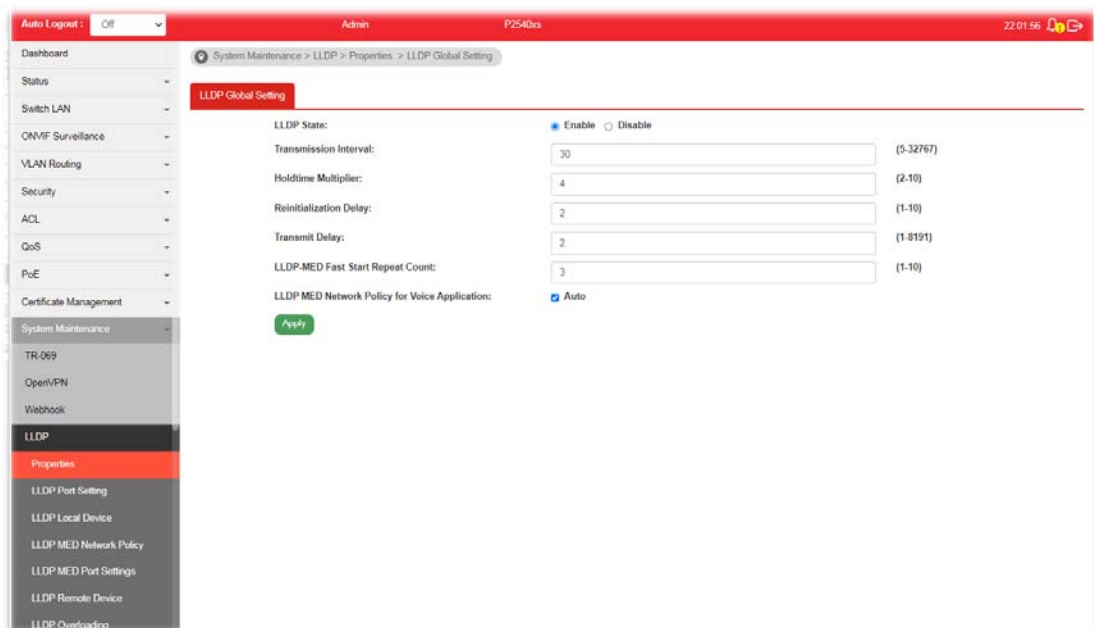 Auto Logout : Off Admin P2540xs 22:01:56
Dashboard
Status
Switch LAN
ONVIF Surveillance
VLAN Routing
Security
ACL
QoS
PoE
Certificate Management
System Maintenance
TR-069
OpenVPN
Webhook
LLDP
Properties
LLDP Port Setting
LLDP Local Device
LLDP MED Network Policy
LLDP MED Port Settings
LLDP Remote Device
LLDP Overloading
System Maintenance > LLDP > Properties > LLDP Global Setting
LLDP Global Setting
LLDP State: Enable Disable
Transmission Interval: 30 (5-32767)
Holdtime Multiplier: 4 (2-10)
Reinitialization Delay: 2 (1-10)
Transmit Delay: 2 (1-8191)
LLDP-MED Fast Start Repeat Count: 3 (1-10)
LLDP MED Network Policy for Voice Application: Auto
Apply